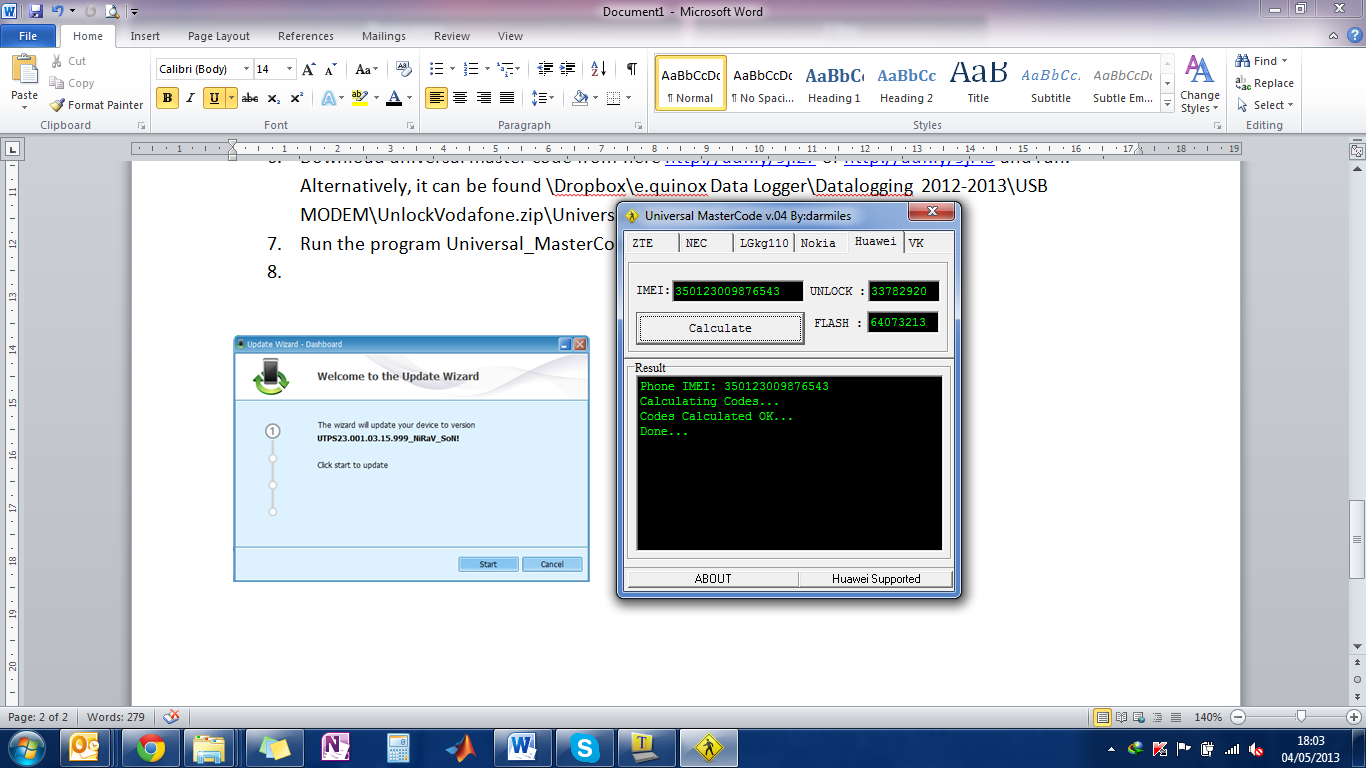 Document1 - Microsoft Word
File Home Insert Page Layout References Mailings Review View
Paste
Cut
Copy
Format Painter
Clipboard
Calibri (Body) 14
Font
Paragraph
AaBbCcDc AaBbCcDc AaBbC AaBbCc AaB AaBbCc. AaBbCcDc
¶ Normal ¶ No Spaci... Heading 1 Heading 2 Title Subtitle Subtle Em...
Styles
Change Styles
Find
Replace
Select
Editing
Alternatively, it can be found \Dropbox\e.quinox Data Logger\Datalogging 2012-2013\USB
MODEM\UnlockVodafone.zip\Univers
7. Run the program Universal_MasterCo
8.
Update Wizard - Dashboard
Welcome to the Update Wizard
1
The wizard will update your device to version
UTPS23.001.03.15.999_NiRaV_SoN!
Click start to update
Start Cancel
Universal MasterCode v.04 By:darmiles
ZTE NEC LGkg110 Nokia Huawei VK
IMEI: 350123009876543 UNLOCK : 33782920
Calculate FLASH : 64073213
Result
Phone IMEI: 350123009876543
Calculating Codes...
Codes Calculated OK...
Done...
ABOUT Huawei Supported
Page: 2 of 2 Words: 279 140%
18:03
04/05/2013